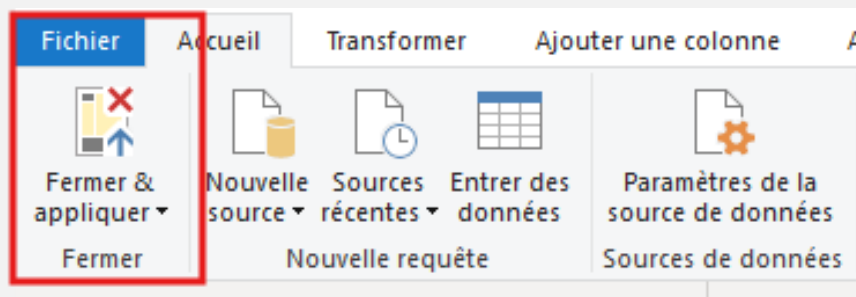 Fichier Accueil Transformer Ajouter une colonne
Fermer & appliquer
Nouvelle source
Sources récentes
Entrer des données
Paramètres de la source de données
Fermer Nouvelle requête Sources de données